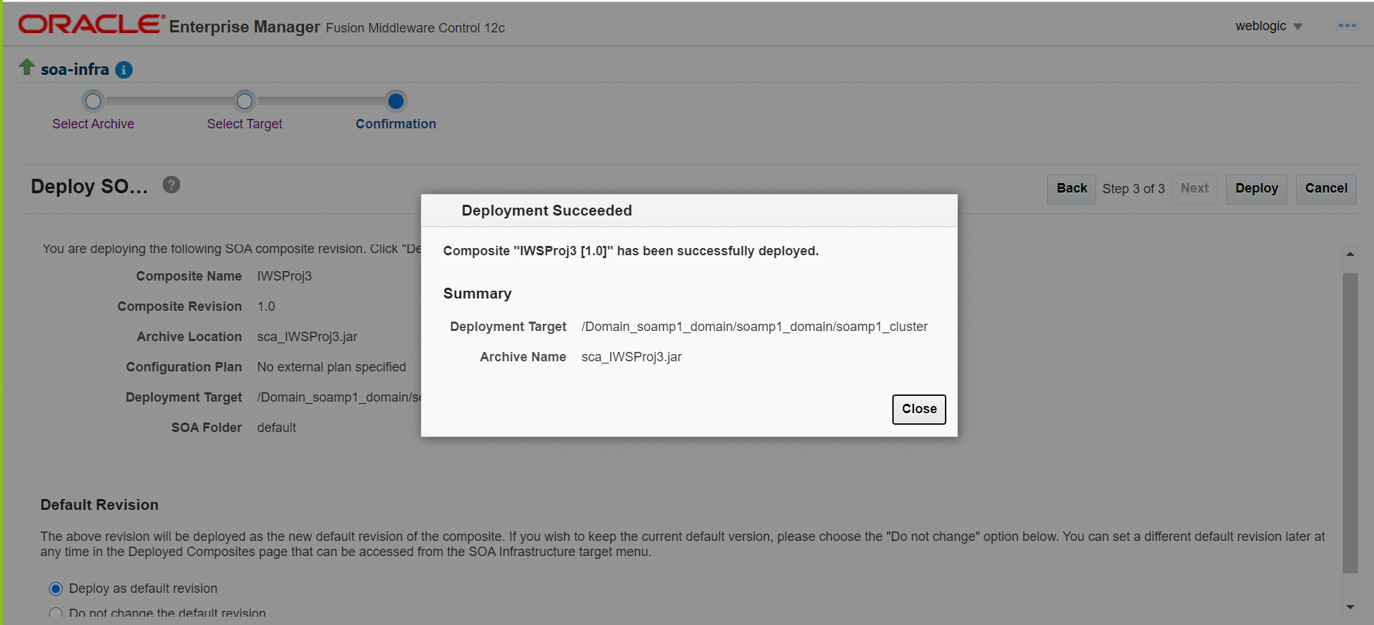 ORACLE Enterprise Manager Fusion Middleware Control 12c
weblogic
soa-infra
Select Archive Select Target Confirmation
Deploy SO... ?
Back Step 3 of 3 Next Deploy Cancel
Deployment Succeeded
Composite "IWSProj3 [1.0]" has been successfully deployed.
Summary
Deployment Target /Domain_soamp1_domain/soamp1_domain/soamp1_cluster
Archive Name sca_IWSProj3.jar
Close
You are deploying the following SOA composite revision. Click "De
Composite Name IWSProj3
Composite Revision 1.0
Archive Location sca_IWSProj3.jar
Configuration Plan No external plan specified
Deployment Target /Domain_soamp1_domain/so
SOA Folder default
Default Revision
The above revision will be deployed as the new default revision of the composite. If you wish to keep the current default version, please choose the "Do not change" option below. You can set a different default revision later at
any time in the Deployed Composites page that can be accessed from the SOA Infrastructure target menu.
Deploy as default revision
Do not change the default revision